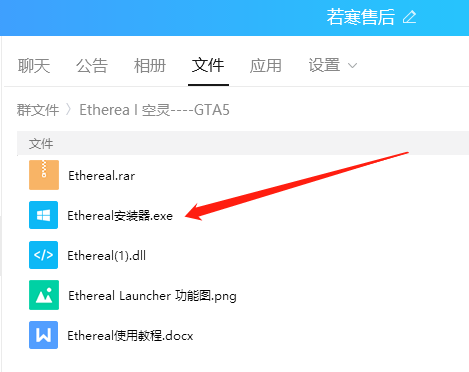 若寒售后
聊天 公告 相册 文件 应用 设置
群文件 〉Etherea l 空灵----GTA5
文件
Ethereal.rar
Ethereal安装器.exe
Ethereal(1).dll
Ethereal Launcher 功能图.png
Ethereal使用教程.docx